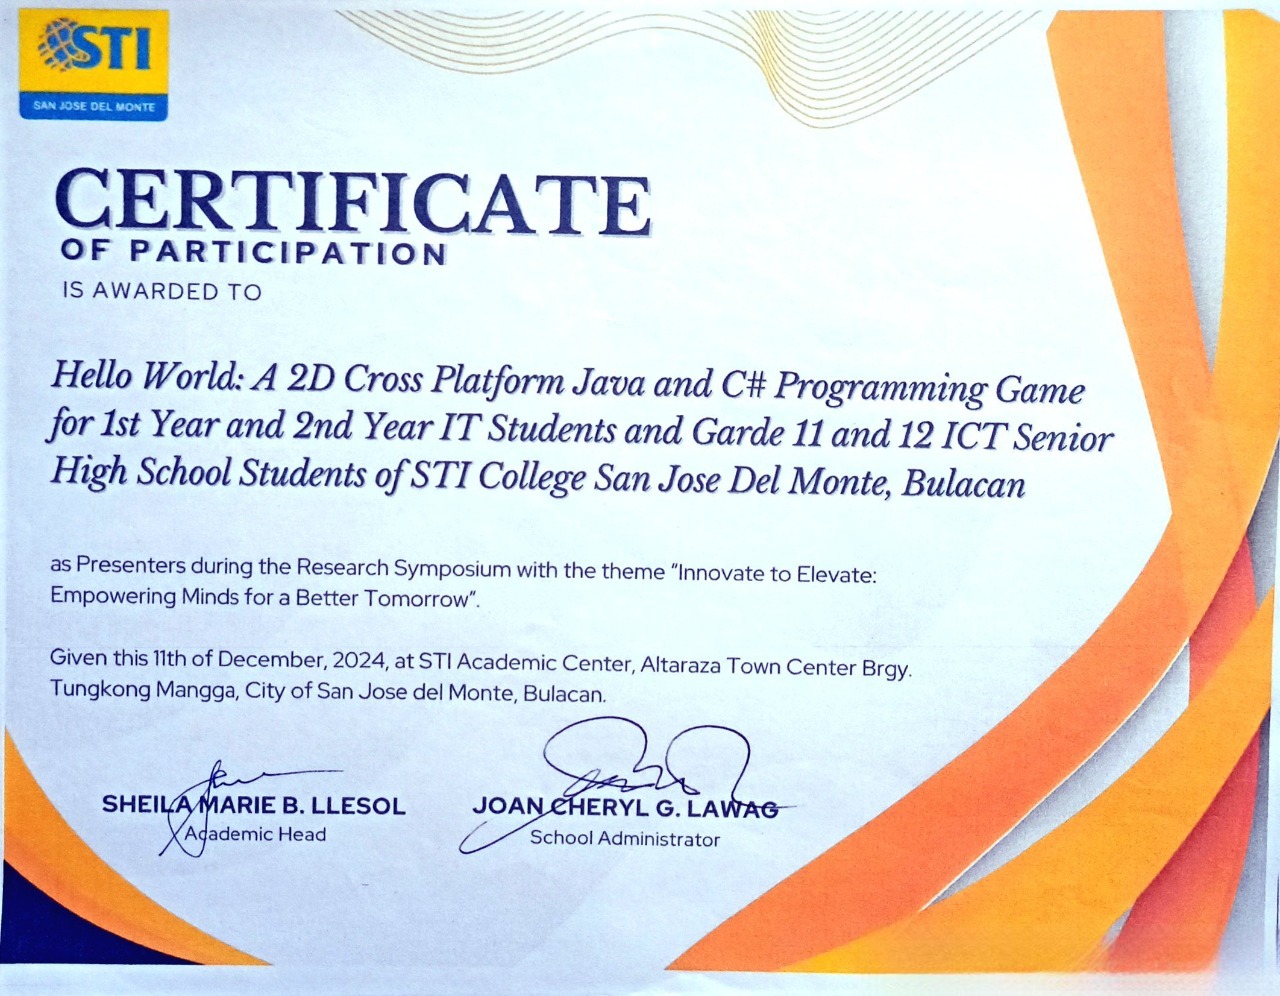 STI
SAN JOSE DEL MONTE
CERTIFICATE
OF PARTICIPATION
IS AWARDED TO
Hello World: A 2D Cross Platform Java and C# Programming Game
for 1st Year and 2nd Year IT Students and Garde 11 and 12 ICT Senior
High School Students of STI College San Jose Del Monte, Bulacan
as Presenters during the Research Symposium with the theme “Innovate to Elevate:
Empowering Minds for a Better Tomorrow”.
Given this 11th of December, 2024, at STI Academic Center, Altaraza Town Center Brgy.
Tungkong Mangga, City of San Jose del Monte, Bulacan.
SHEILA MARIE B. LLESOL
Academic Head
JOAN CHERYL G. LAWAG
School Administrator